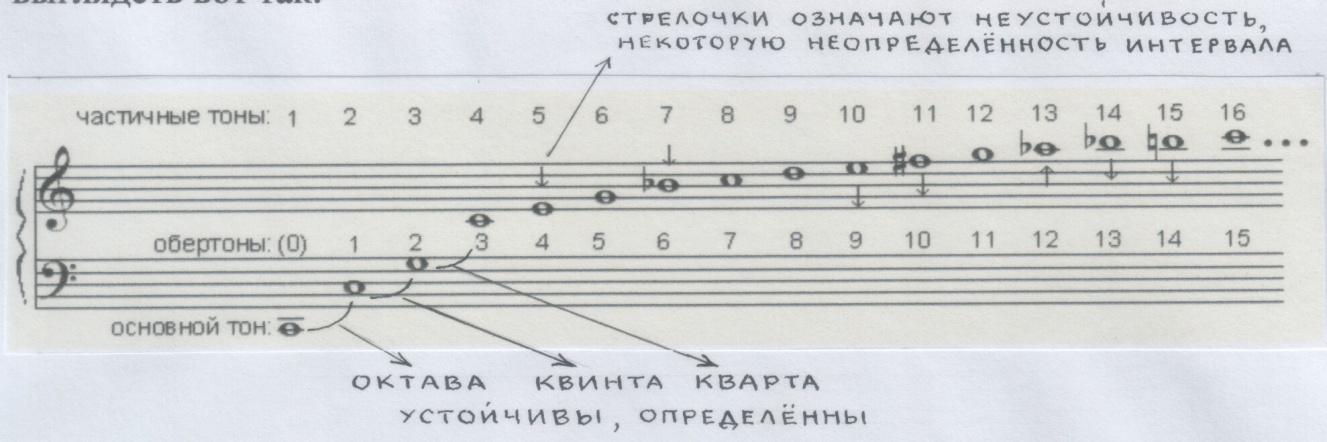 выглядеть вот так:
СТРЕЛОЧКИ ОЗНАЧАЮТ НЕУСТОЙЧИВОСТЬ,
НЕКОТОРУЮ НЕОПРЕДЕЛЁННОСТЬ ИНТЕРВАЛА
частичные тоны: 1 2 3 4 5 6 7 8 9 10 11 12 13 14 15 16
...
обертоны: (0) 1 2 3 4 5 6 7 8 9 10 11 12 13 14 15
основной тон:
ОКТАВА КВИНТА КВАРТА
УСТОЙЧИВЫ, ОПРЕДЕЛЁННЫ